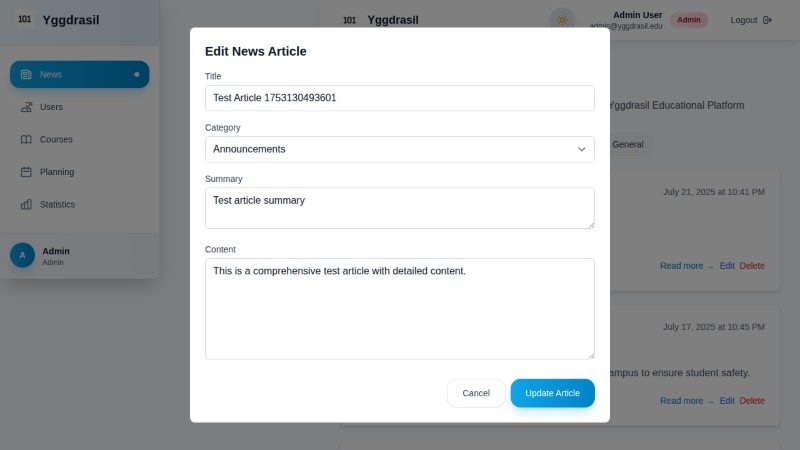 101 Yggdrasil
News
Users
Courses
Planning
Statistics
A
Admin
Admin
101 Yggdrasil
Admin User
admin@yggdrasil.edu
Admin
Logout
Yggdrasil Educational Platform
General
July 21, 2025 at 10:41 PM
Read more → Edit Delete
July 17, 2025 at 10:45 PM
ampus to ensure student safety.
Read more → Edit Delete
Edit News Article
Title
Test Article 1753130493601
Category
Announcements
Summary
Test article summary
Content
This is a comprehensive test article with detailed content.
Cancel
Update Article